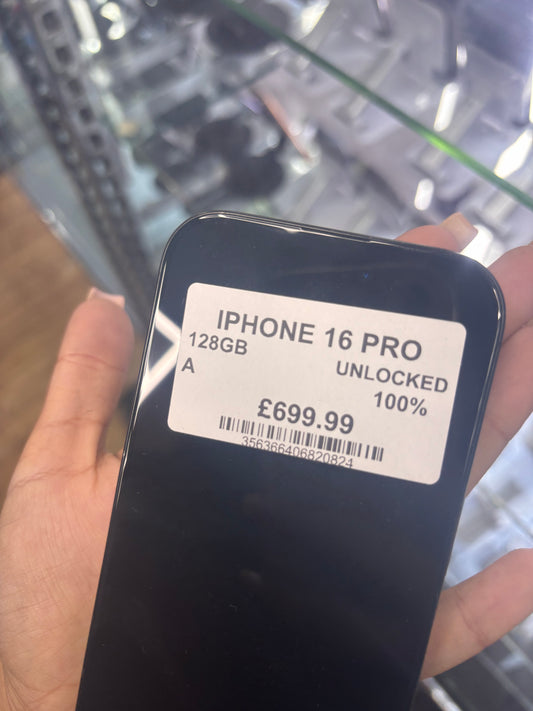 IPHONE 16 PRO
128GB
UNLOCKED
A
100%
£699.99
356366406820824